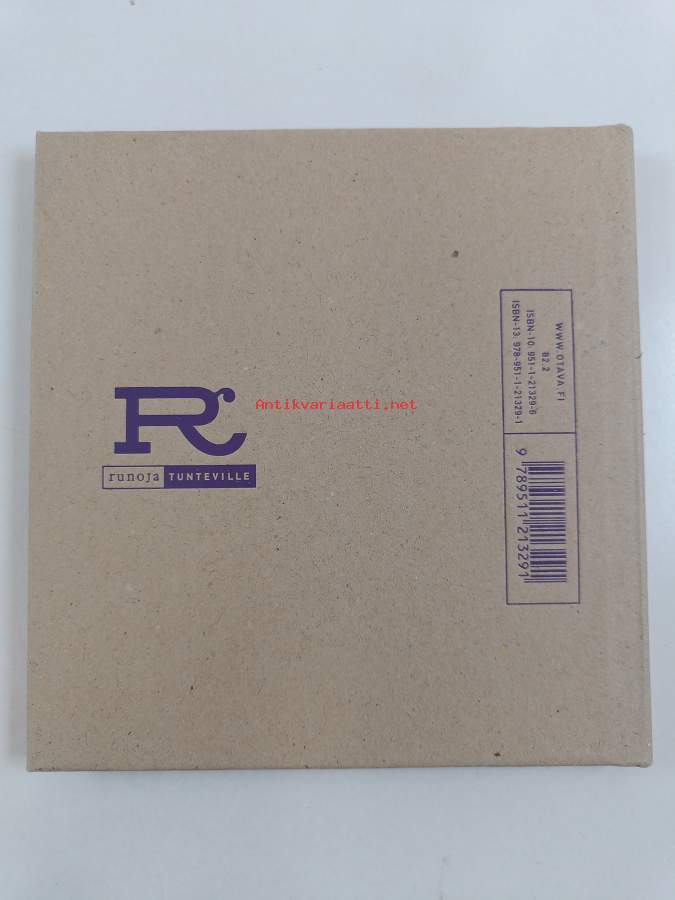 R
runoja TUNTEVILLE
Antikvariaatti.net
WWW.OTAVA.FI
82.2
ISBN-10: 951-1-21329-6
ISBN-13: 978-951-1-21329-1
9 789511 213291